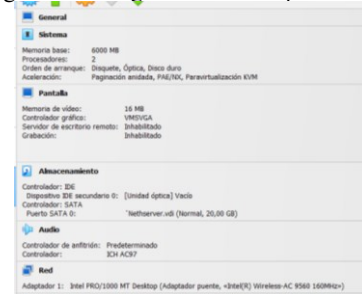 General
Sistema
Memoria base: 6000 MB
Procesadores: 2
Orden de arranque: Disquete, Óptica, Disco duro
Aceleración: Paginación anidada, PAE/NX, Paravirtualización KVM
Pantalla
Memoria de vídeo: 16 MB
Controlador gráfico: VMSVGA
Servidor de escritorio remoto: Inhabilitado
Grabación: Inhabilitado
Almacenamiento
Controlador: IDE
Dispositivo IDE secundario 0: [Unidad óptica] Vacío
Controlador: SATA
Puerto SATA 0: `Nethserver.vdi (Normal, 20,00 GB)
Audio
Controlador de anfitrión: Predeterminado
Controlador: ICH AC97
Red
Adaptador 1: Intel PRO/1000 MT Desktop (Adaptador puente, «Intel(R) Wireless-AC 9560 160MHz»)